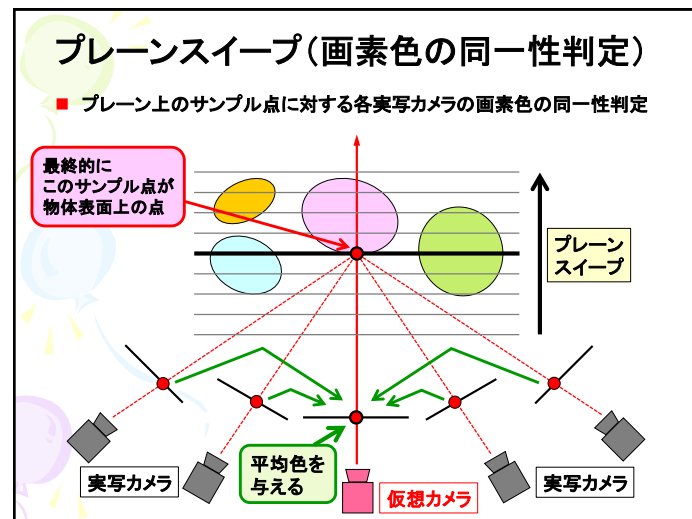 プレーンスイープ（画素色の同一性判定）
■ プレーン上のサンプル点に対する各実写カメラの画素色の同一性判定
最終的に
このサンプル点が
物体表面上の点
プレーン
スイープ
平均色を
与える
実写カメラ
仮想カメラ
実写カメラ